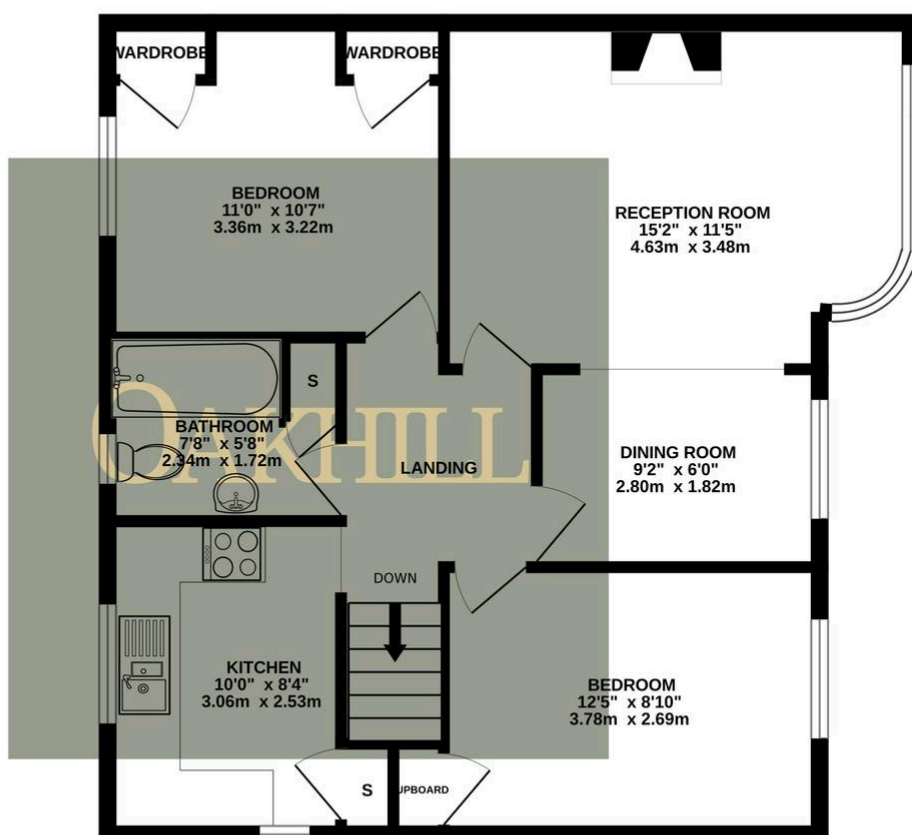 WARDROBE
WARDROBE
BEDROOM
11'0" x 10'7"
3.36m x 3.22m
RECEPTION ROOM
15'2" x 11'5"
4.63m x 3.48m
S
OAKHILL
BATHROOM
7'8" x 5'8"
2.34m x 1.72m
LANDING
DINING ROOM
9'2" x 6'0"
2.80m x 1.82m
DOWN
KITCHEN
10'0" x 8'4"
3.06m x 2.53m
BEDROOM
12'5" x 8'10"
3.78m x 2.69m
S
UPBOARD